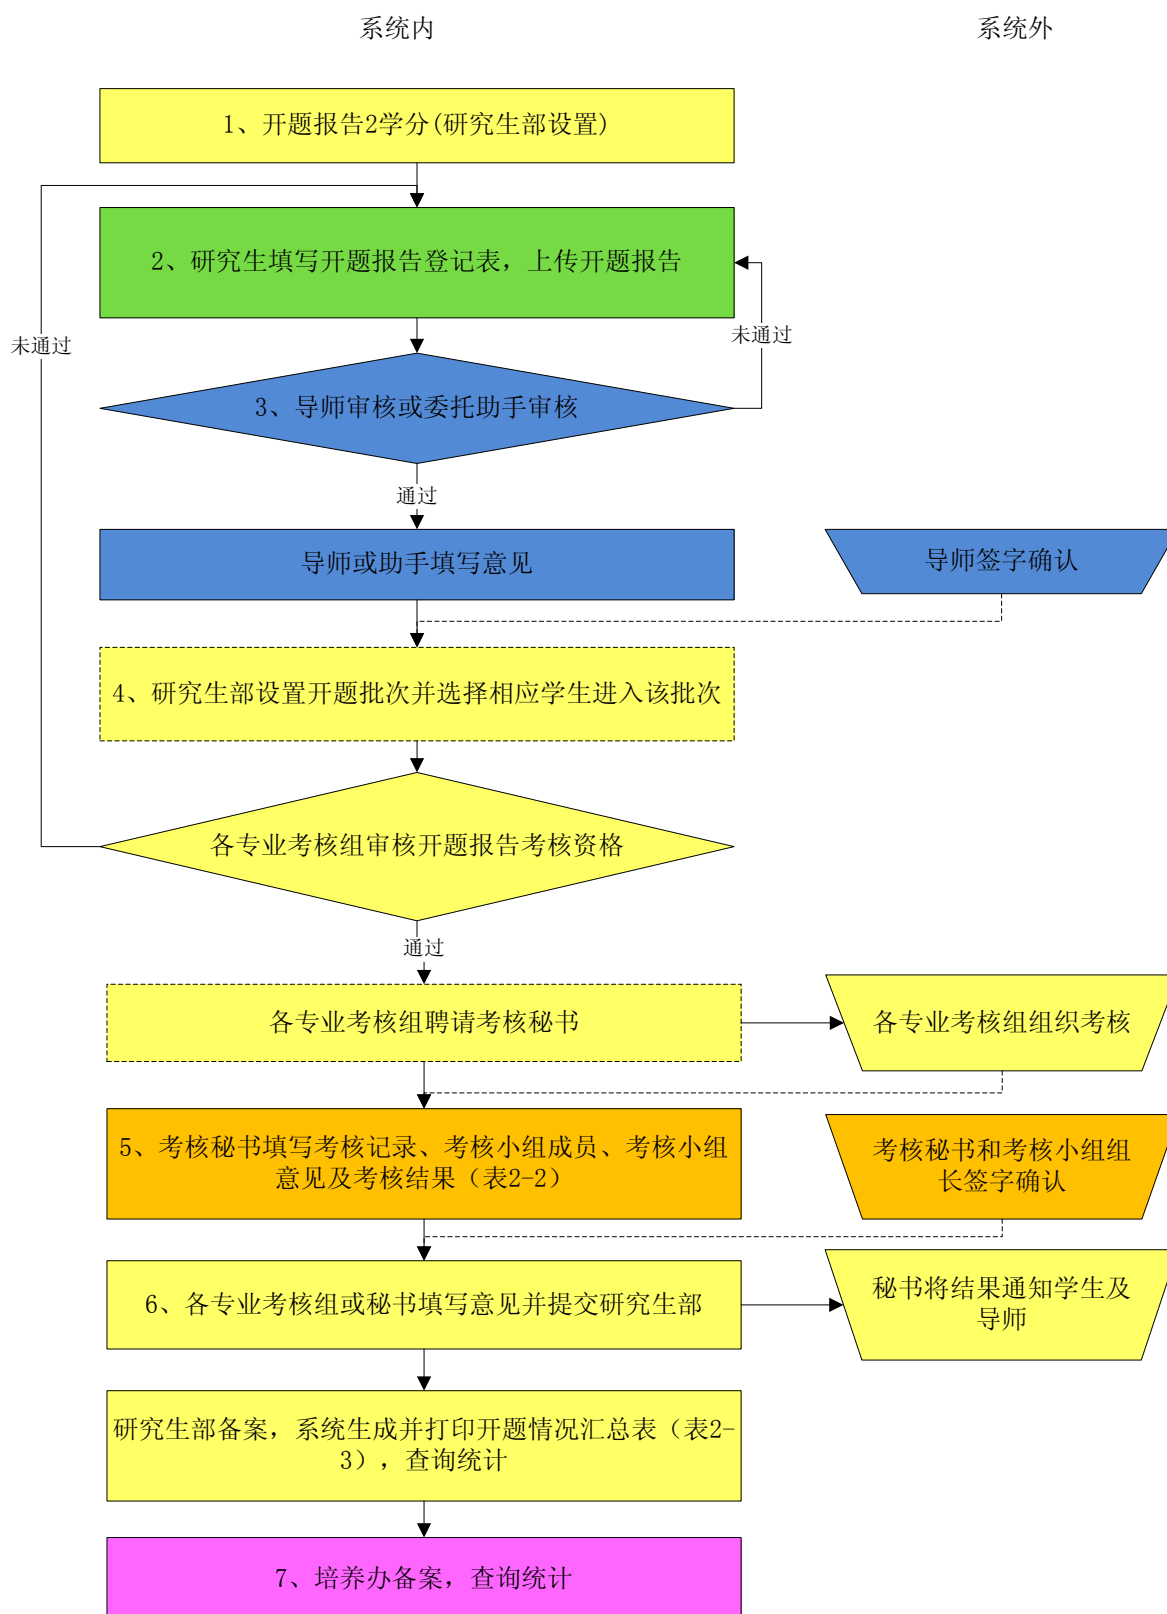 系统内
系统外
1、开题报告2学分(研究生部设置)
2、研究生填写开题报告登记表，上传开题报告
未通过
未通过
3、导师审核或委托助手审核
通过
导师或助手填写意见
导师签字确认
4、研究生部设置开题批次并选择相应学生进入该批次
各专业考核组审核开题报告考核资格
通过
各专业考核组聘请考核秘书
各专业考核组组织考核
5、考核秘书填写考核记录、考核小组成员、考核小组
意见及考核结果（表2-2）
考核秘书和考核小组组
长签字确认
6、各专业考核组或秘书填写意见并提交研究生部
秘书将结果通知学生及
导师
研究生部备案，系统生成并打印开题情况汇总表（表2-
3），查询统计
7、培养办备案，查询统计